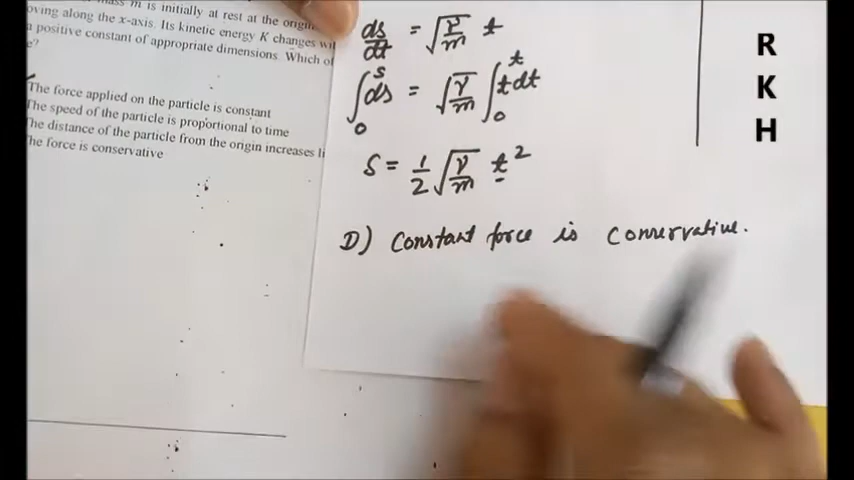 mass m is initially at rest at the origin
oving along the x-axis. Its kinetic energy K changes wit
a positive constant of appropriate dimensions. Which of
e?
The force applied on the particle is constant
The speed of the particle is proportional to time
The distance of the particle from the origin increases li
The force is conservative
ds/dt = √(γ/m) t
∫₀ˢ ds = √(γ/m) ∫₀ᵗ t dt
S = 1/2 √(γ/m) t²
D) Constant force is conservative.
R
K
H